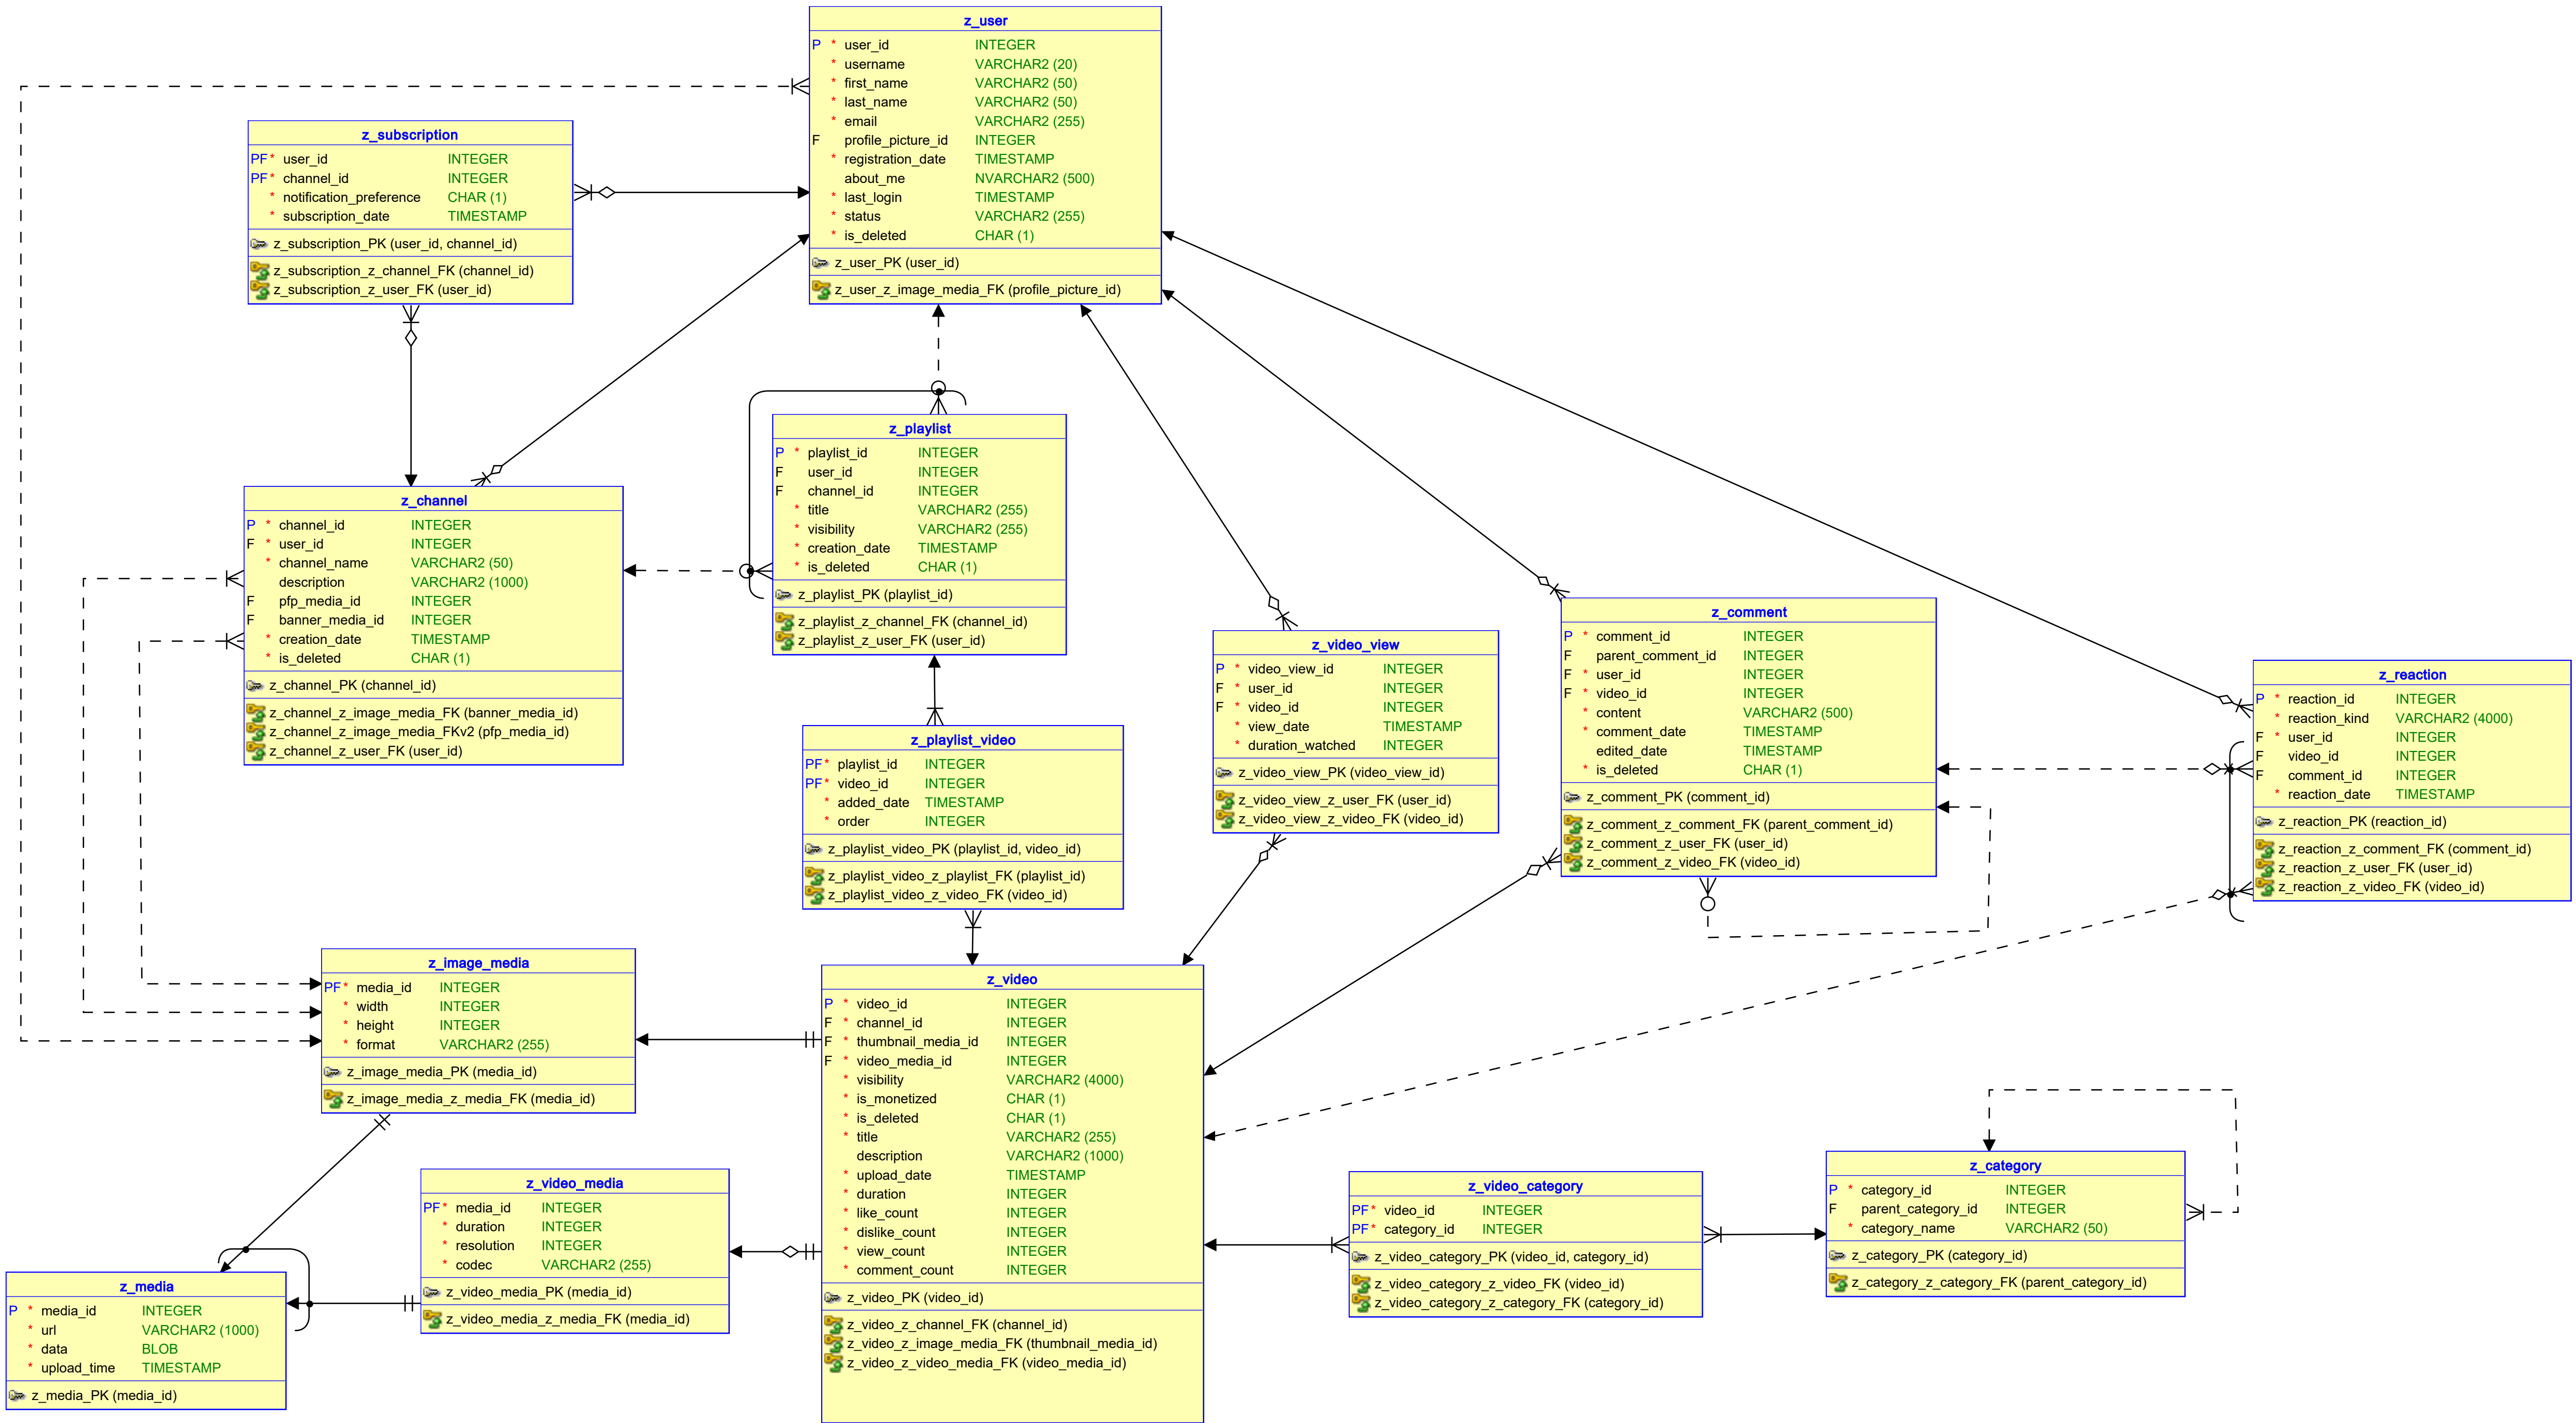 z_user
P * user_id INTEGER
* username VARCHAR2 (20)
* first_name VARCHAR2 (50)
* last_name VARCHAR2 (50)
* email VARCHAR2 (255)
F profile_picture_id INTEGER
* registration_date TIMESTAMP
about_me NVARCHAR2 (500)
* last_login TIMESTAMP
* status VARCHAR2 (255)
* is_deleted CHAR (1)
z_user_PK (user_id)
z_user_z_image_media_FK (profile_picture_id)
z_subscription
PF * user_id INTEGER
PF * channel_id INTEGER
* notification_preference CHAR (1)
* subscription_date TIMESTAMP
z_subscription_PK (user_id, channel_id)
z_subscription_z_channel_FK (channel_id)
z_subscription_z_user_FK (user_id)
z_playlist
P * playlist_id INTEGER
F user_id INTEGER
F channel_id INTEGER
* title VARCHAR2 (255)
* visibility VARCHAR2 (255)
* creation_date TIMESTAMP
* is_deleted CHAR (1)
z_playlist_PK (playlist_id)
z_playlist_z_channel_FK (channel_id)
z_playlist_z_user_FK (user_id)
z_channel
P * channel_id INTEGER
F * user_id INTEGER
* channel_name VARCHAR2 (50)
description VARCHAR2 (1000)
F pfp_media_id INTEGER
F banner_media_id INTEGER
* creation_date TIMESTAMP
* is_deleted CHAR (1)
z_channel_PK (channel_id)
z_channel_z_image_media_FK (banner_media_id)
z_channel_z_image_media_FKv2 (pfp_media_id)
z_channel_z_user_FK (user_id)
z_comment
P * comment_id INTEGER
F parent_comment_id INTEGER
F * user_id INTEGER
F * video_id INTEGER
* content VARCHAR2 (500)
* comment_date TIMESTAMP
edited_date TIMESTAMP
* is_deleted CHAR (1)
z_comment_PK (comment_id)
z_comment_z_comment_FK (parent_comment_id)
z_comment_z_user_FK (user_id)
z_comment_z_video_FK (video_id)
z_video_view
P * video_view_id INTEGER
F * user_id INTEGER
F * video_id INTEGER
* view_date TIMESTAMP
* duration_watched INTEGER
z_video_view_PK (video_view_id)
z_video_view_z_user_FK (user_id)
z_video_view_z_video_FK (video_id)
z_reaction
P * reaction_id INTEGER
* reaction_kind VARCHAR2 (4000)
F * user_id INTEGER
F video_id INTEGER
F comment_id INTEGER
* reaction_date TIMESTAMP
z_reaction_PK (reaction_id)
z_reaction_z_comment_FK (comment_id)
z_reaction_z_user_FK (user_id)
z_reaction_z_video_FK (video_id)
z_playlist_video
PF * playlist_id INTEGER
PF * video_id INTEGER
* added_date TIMESTAMP
* order INTEGER
z_playlist_video_PK (playlist_id, video_id)
z_playlist_video_z_playlist_FK (playlist_id)
z_playlist_video_z_video_FK (video_id)
z_image_media
PF * media_id INTEGER
* width INTEGER
* height INTEGER
* format VARCHAR2 (255)
z_image_media_PK (media_id)
z_image_media_z_media_FK (media_id)
z_video
P * video_id INTEGER
F * channel_id INTEGER
F * thumbnail_media_id INTEGER
F * video_media_id INTEGER
* visibility VARCHAR2 (4000)
* is_monetized CHAR (1)
* is_deleted CHAR (1)
* title VARCHAR2 (255)
description VARCHAR2 (1000)
* upload_date TIMESTAMP
* duration INTEGER
* like_count INTEGER
* dislike_count INTEGER
* view_count INTEGER
* comment_count INTEGER
z_video_PK (video_id)
z_video_z_channel_FK (channel_id)
z_video_z_image_media_FK (thumbnail_media_id)
z_video_z_video_media_FK (video_media_id)
z_video_media
PF * media_id INTEGER
* duration INTEGER
* resolution INTEGER
* codec VARCHAR2 (255)
z_video_media_PK (media_id)
z_video_media_z_media_FK (media_id)
z_media
P * media_id INTEGER
* url VARCHAR2 (1000)
* data BLOB
* upload_time TIMESTAMP
z_media_PK (media_id)
z_video_category
PF * video_id INTEGER
PF * category_id INTEGER
z_video_category_PK (video_id, category_id)
z_video_category_z_video_FK (video_id)
z_video_category_z_category_FK (category_id)
z_category
P * category_id INTEGER
F parent_category_id INTEGER
* category_name VARCHAR2 (50)
z_category_PK (category_id)
z_category_z_category_FK (parent_category_id)